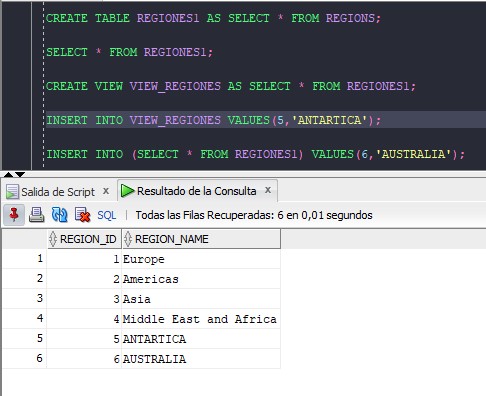 CREATE TABLE REGIONES1 AS SELECT * FROM REGIONS;
SELECT * FROM REGIONES1;
CREATE VIEW VIEW_REGIONES AS SELECT * FROM REGIONES1;
INSERT INTO VIEW_REGIONES VALUES(5,'ANTARTICA');
INSERT INTO (SELECT * FROM REGIONES1) VALUES(6,'AUSTRALIA');
Salida de Script x Resultado de la Consulta x
SQL | Todas las Filas Recuperadas: 6 en 0,01 segundos
REGION_ID REGION_NAME
1 1 Europe
2 2 Americas
3 3 Asia
4 4 Middle East and Africa
5 5 ANTARTICA
6 6 AUSTRALIA